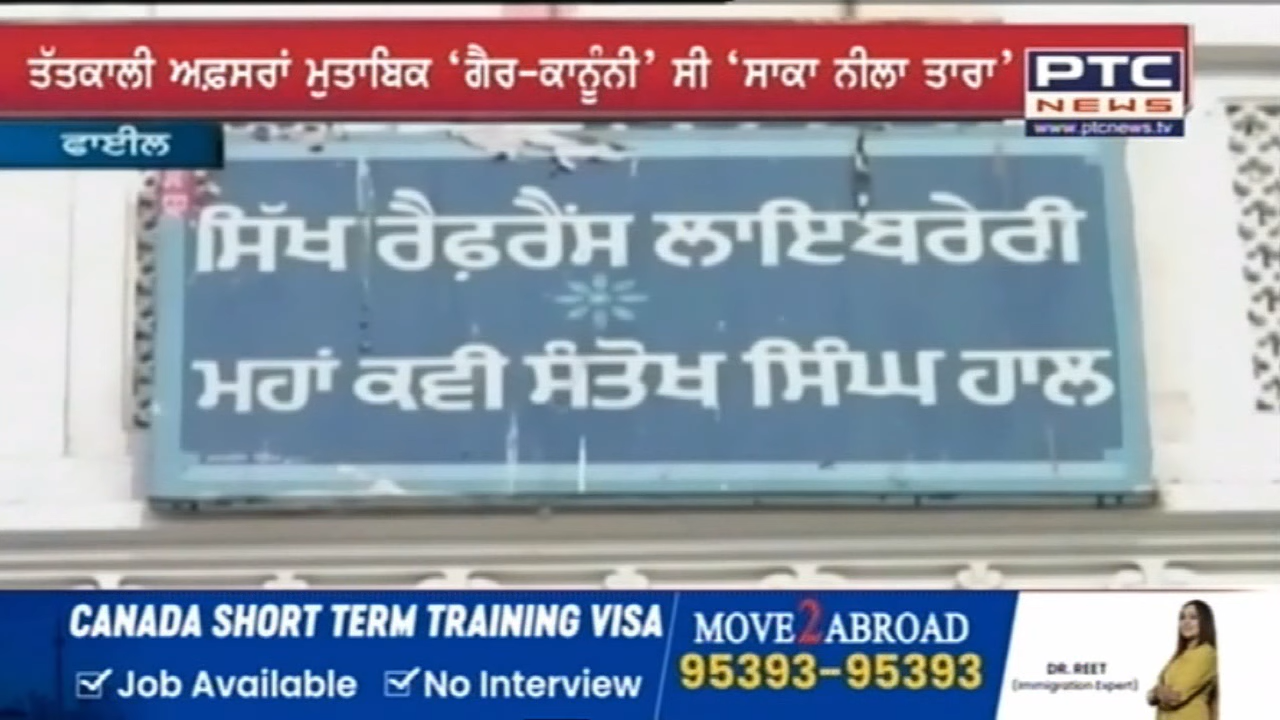 ਤੱਤਕਾਲੀ ਅਫ਼ਸਰਾਂ ਮੁਤਾਬਿਕ ‘ਗੈਰ-ਕਾਨੂੰਨੀ’ ਸੀ ‘ਸਾਕਾ ਨੀਲਾ ਤਾਰਾ’
PTC
NEWS
www.ptcnews.tv
ਫਾਈਲ
ਸਿੱਖ ਰੈਫ਼ਰੈਂਸ ਲਾਇਬਰੇਰੀ
ਮਹਾਂ ਕਵੀ ਸੰਤੋਖ ਸਿੰਘ ਹਾਲ
CANADA SHORT TERM TRAINING VISA
Job Available No Interview
MOVE2ABROAD
95393-95393
DR. REET
(Immigration Expert)